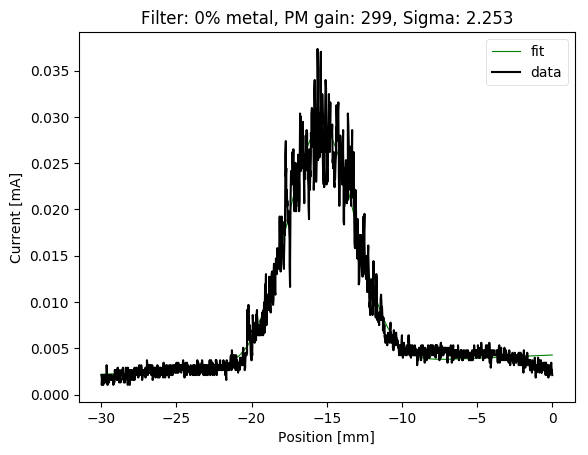 Filter: 0% metal, PM gain: 299, Sigma: 2.253
fit
data
Current [mA]
0.035
0.030
0.025
0.020
0.015
0.010
0.005
0.000
−30 −25 −20 −15 −10 −5 0
Position [mm]